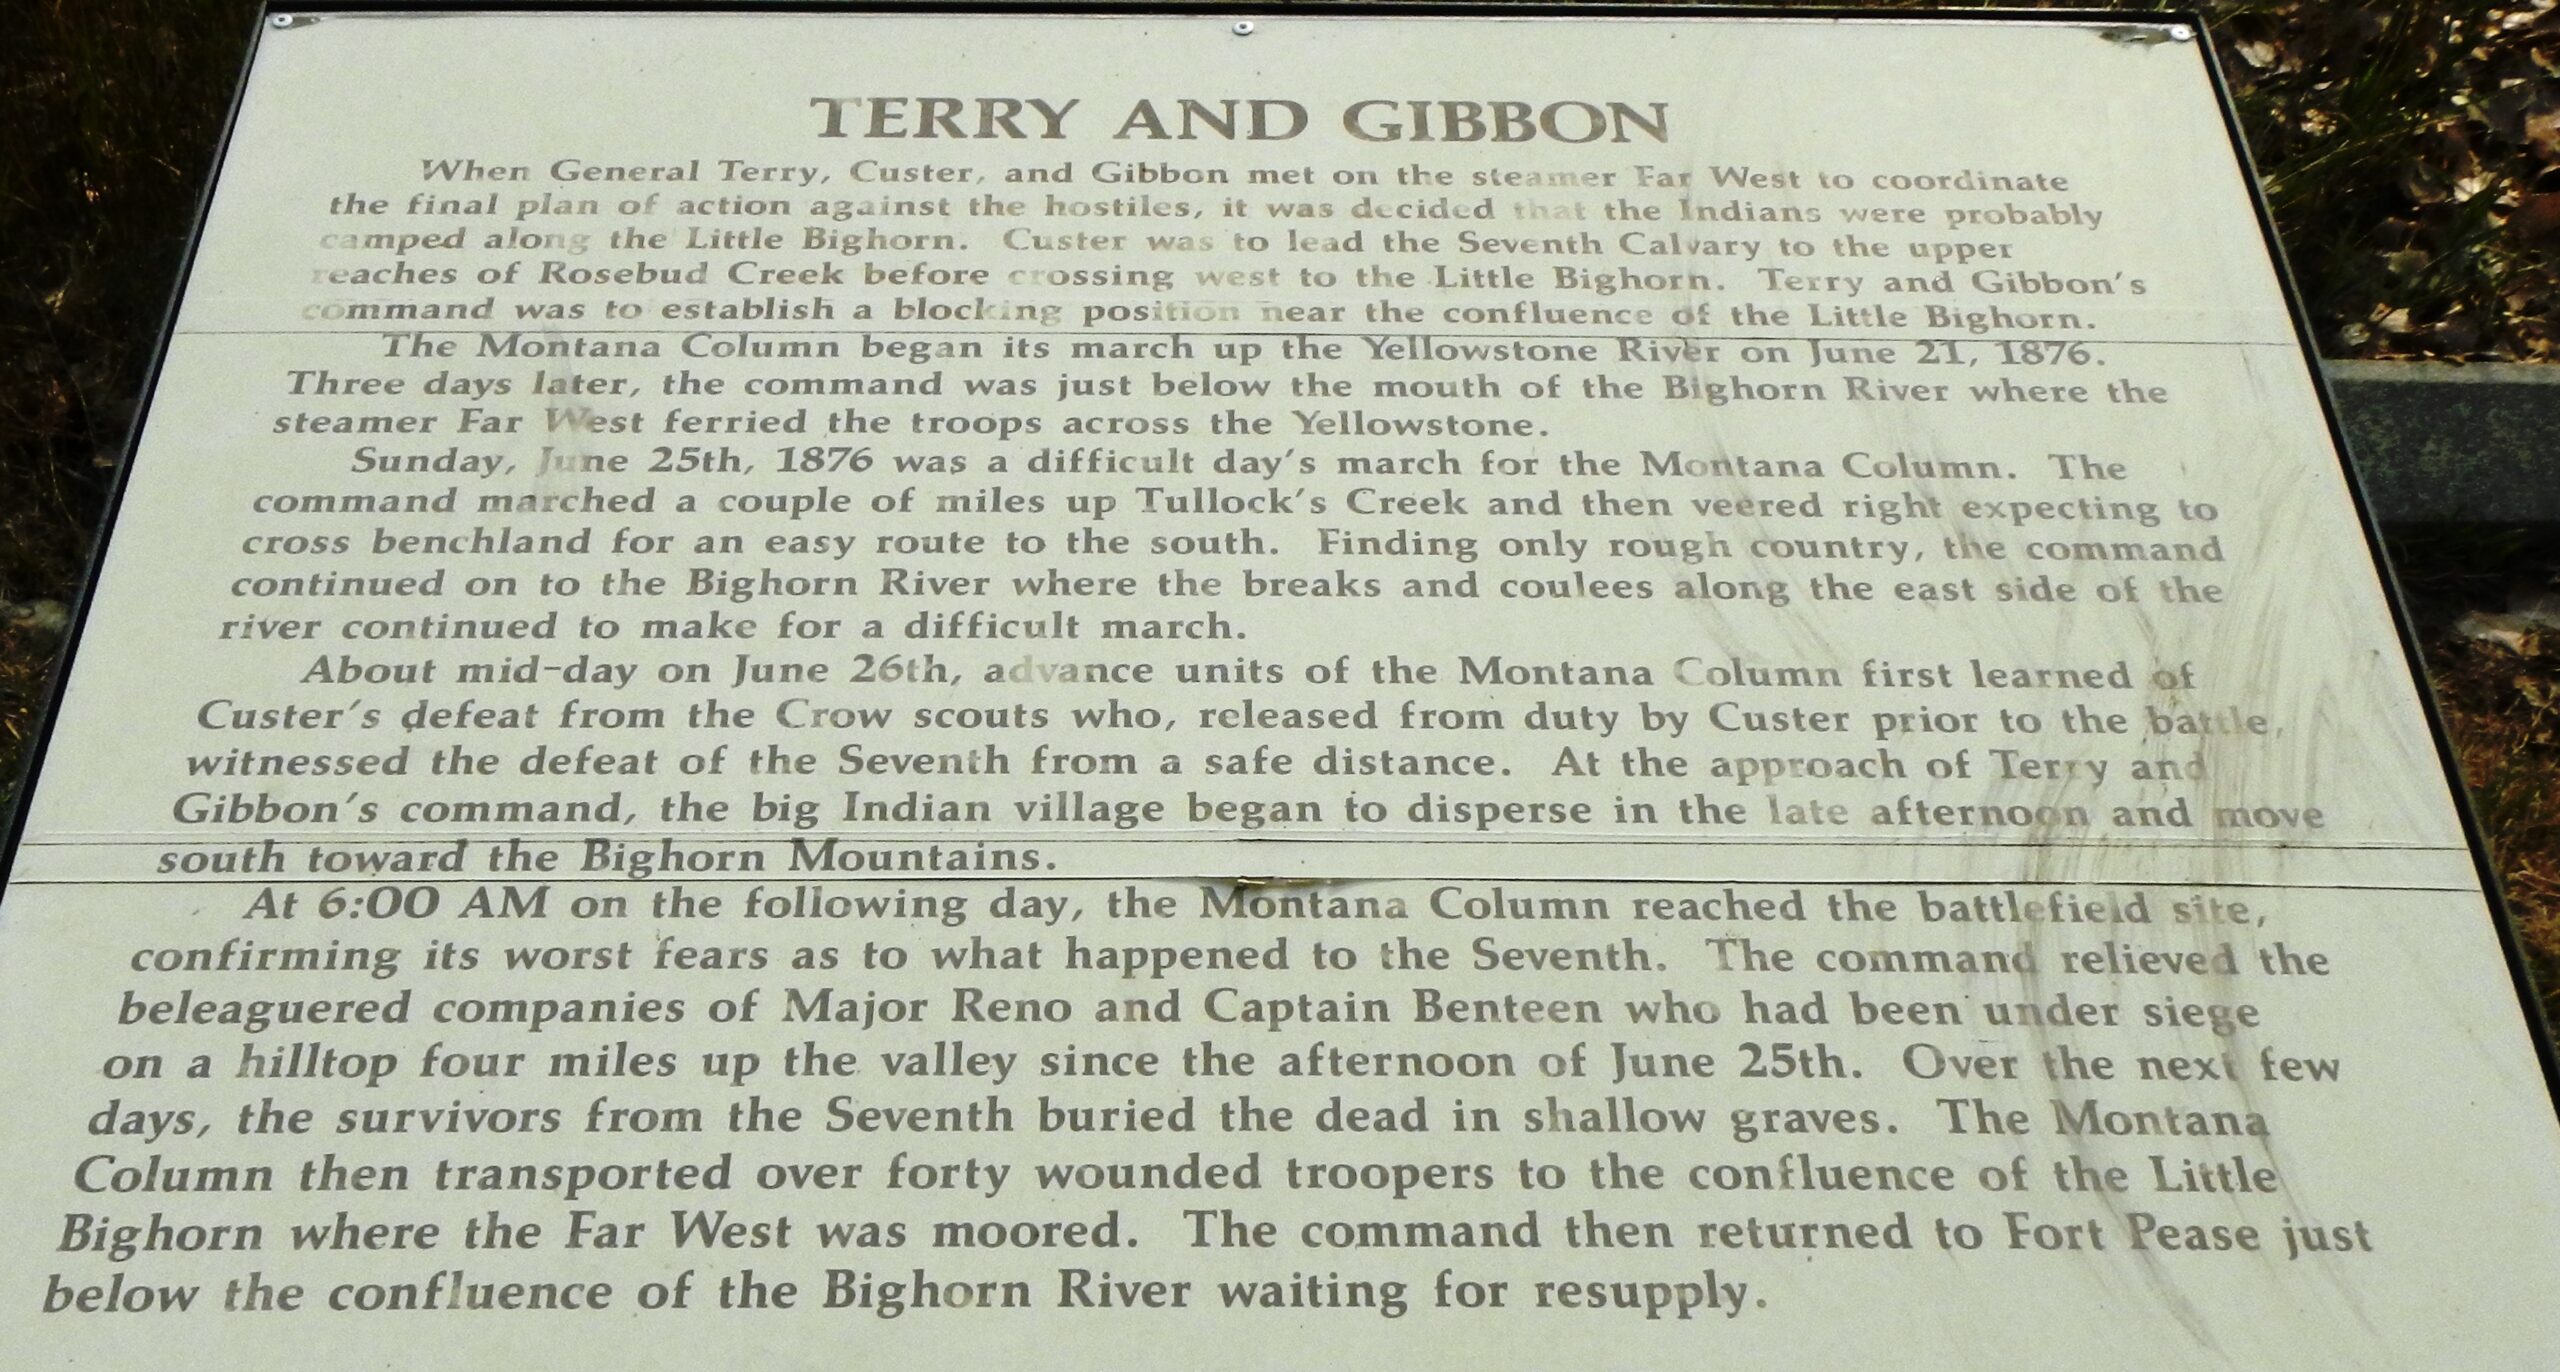 TERRY AND GIBBON
When General Terry, Custer, and Gibbon met on the steamer Far West to coordinate
the final plan of action against the hostiles, it was decided that the Indians were probably
camped along the Little Bighorn. Custer was to lead the Seventh Calvary to the upper
reaches of Rosebud Creek before crossing west to the Little Bighorn. Terry and Gibbon's
command was to establish a blocking position near the confluence of the Little Bighorn.
The Montana Column began its march up the Yellowstone River on June 21, 1876.
Three days later, the command was just below the mouth of the Bighorn River where the
steamer Far West ferried the troops across the Yellowstone.
Sunday, June 25th, 1876 was a difficult day's march for the Montana Column. The
command marched a couple of miles up Tullock's Creek and then veered right expecting to
cross benchland for an easy route to the south. Finding only rough country, the command
continued on to the Bighorn River where the breaks and coulees along the east side of the
river continued to make for a difficult march.
About mid-day on June 26th, advance units of the Montana Column first learned of
Custer's defeat from the Crow scouts who, released from duty by Custer prior to the battle,
witnessed the defeat of the Seventh from a safe distance. At the approach of Terry and
Gibbon's command, the big Indian village began to disperse in the late afternoon and move
south toward the Bighorn Mountains.
At 6:00 AM on the following day, the Montana Column reached the battlefield site,
confirming its worst fears as to what happened to the Seventh. The command relieved the
beleaguered companies of Major Reno and Captain Benteen who had been under siege
on a hilltop four miles up the valley since the afternoon of June 25th. Over the next few
days, the survivors from the Seventh buried the dead in shallow graves. The Montana
Column then transported over forty wounded troopers to the confluence of the Little
Bighorn where the Far West was moored. The command then returned to Fort Pease just
below the confluence of the Bighorn River waiting for resupply.